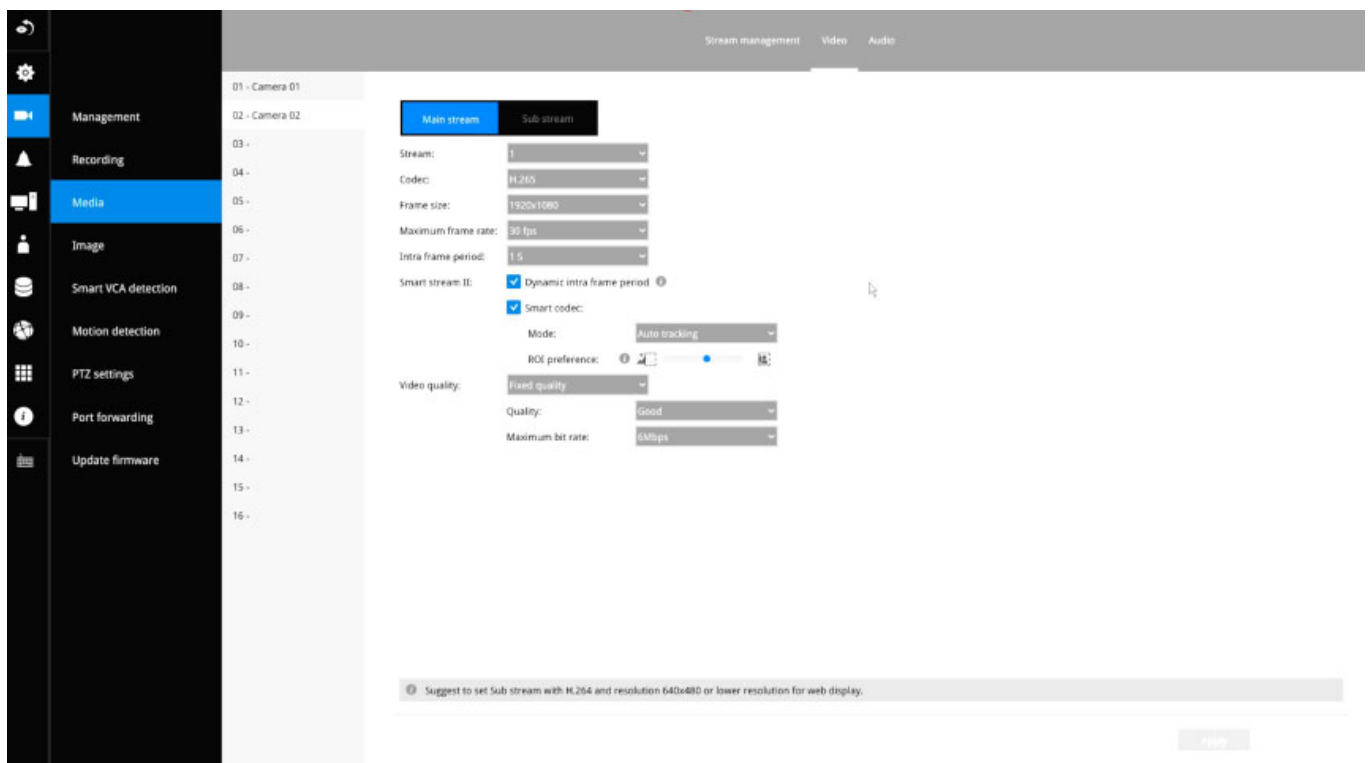 Stream management Video Audio
Management
Recording
Media
Image
Smart VCA detection
Motion detection
PTZ settings
Port forwarding
Update firmware
01 - Camera 01
02 - Camera 02
03 -
04 -
05 -
06 -
07 -
08 -
09 -
10 -
11 -
12 -
13 -
14 -
15 -
16 -
Main stream Sub stream
Stream: 1
Codec: H.265
Frame size: 1920x1080
Maximum frame rate: 30 fps
Intra frame period: 1 S
Smart stream II: Dynamic intra frame period
Smart codec:
Mode: Auto tracking
ROI preference:
Video quality: Fixed quality
Quality: Good
Maximum bit rate: 6Mbps
Suggest to set Sub stream with H.264 and resolution 640x480 or lower resolution for web display.
Apply